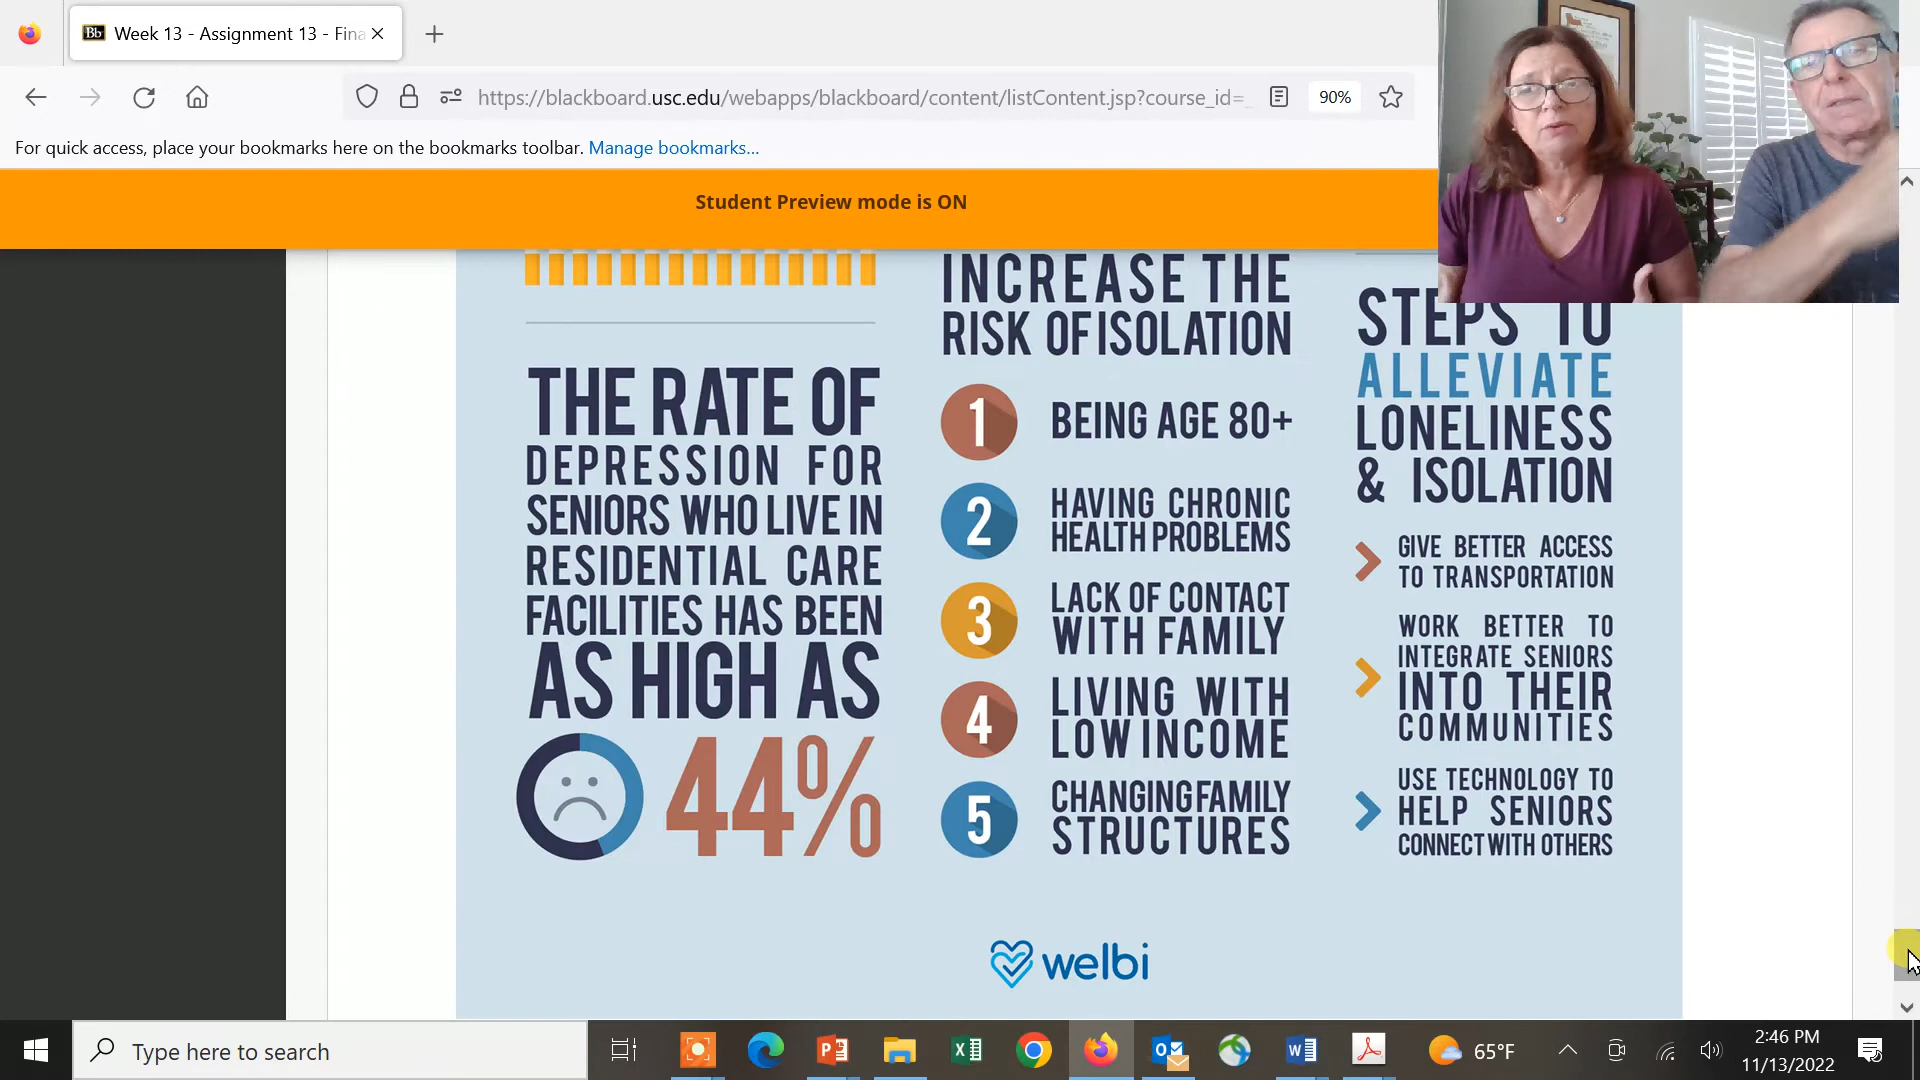 Week 13 - Assignment 13 - Fina
https://blackboard.usc.edu/webapps/blackboard/content/listContent.jsp?course_id=_
90%
For quick access, place your bookmarks here on the bookmarks toolbar. Manage bookmarks...
Student Preview mode is ON
THE RATE OF
DEPRESSION FOR
SENIORS WHO LIVE IN
RESIDENTIAL CARE
FACILITIES HAS BEEN
AS HIGH AS
44%
INCREASE THE
RISK OF ISOLATION
1 BEING AGE 80+
2 HAVING CHRONIC
HEALTH PROBLEMS
3 LACK OF CONTACT
WITH FAMILY
4 LIVING WITH
LOW INCOME
5 CHANGING FAMILY
STRUCTURES
STEPS TO
ALLEVIATE
LONELINESS
& ISOLATION
GIVE BETTER ACCESS
TO TRANSPORTATION
WORK BETTER TO
INTEGRATE SENIORS
INTO THEIR
COMMUNITIES
USE TECHNOLOGY TO
HELP SENIORS
CONNECT WITH OTHERS
welbi
Type here to search
65°F
2:46 PM
11/13/2022